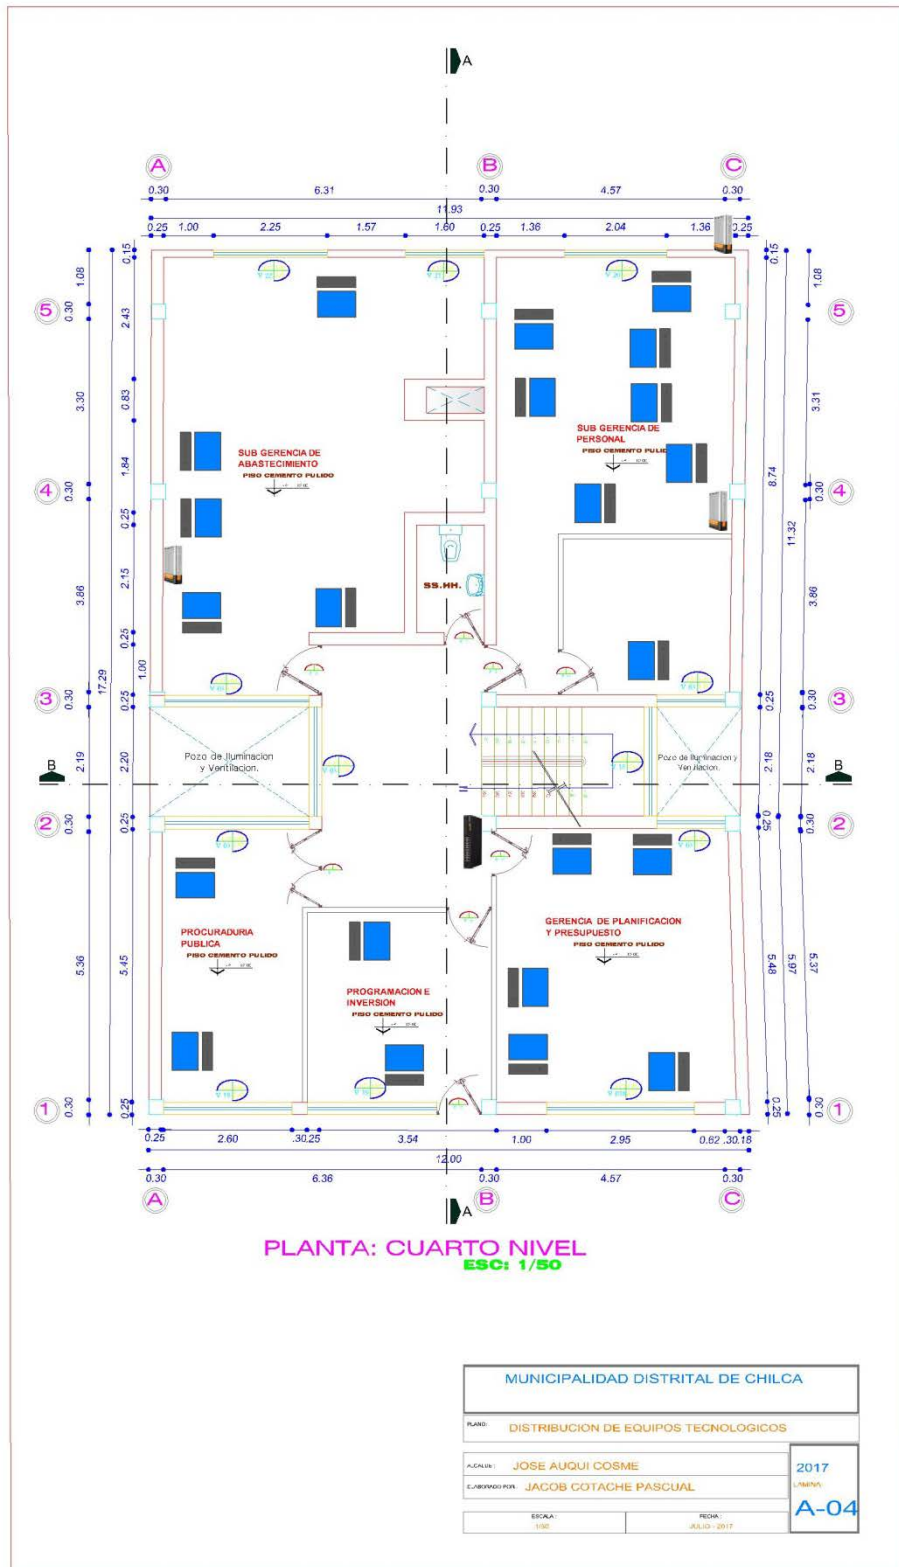 A
A
B
C
0.30
6.31
0.30
4.57
0.30
11.93
0.25
1.00
2.25
1.57
1.60
0.25
1.36
2.04
1.36
0.25
0.15
0.15
1.08
1.08
5
5
0.30
2.43
3.30
3.31
0.83
SUB GERENCIA DE
ABASTECIMIENTO
PISO CEMENTO PULIDO
SUB GERENCIA DE
PERSONAL
PISO CEMENTO PULIDO
1.84
8.74
4
4
0.30
0.30
0.25
11.32
SS.HH.
2.15
3.86
3.86
0.25
1.00
17.29
3
3
0.30
0.25
0.25
0.30
Pozo de Iluminacion
y Ventilacion.
Pozo de Iluminacion y
Ventilacion.
B
B
2.19
2.20
2.18
2.18
2
2
0.30
0.25
0.25
0.30
PROCURADURIA
PUBLICA
PISO CEMENTO PULIDO
GERENCIA DE PLANIFICACION
Y PRESUPUESTO
PISO CEMENTO PULIDO
5.36
5.45
5.48
5.97
5.37
PROGRAMACION E
INVERSION
PISO CEMENTO PULIDO
1
1
0.30
0.25
0.25
0.30
0.25
2.60
.30.25
3.54
1.00
2.95
0.62
.30.18
12.00
0.30
6.36
0.30
4.57
0.30
A
B
C
A
PLANTA: CUARTO NIVEL
ESC: 1/50
MUNICIPALIDAD DISTRITAL DE CHILCA
PLANO: DISTRIBUCION DE EQUIPOS TECNOLOGICOS
ALCALDE: JOSE AUQUI COSME
ELABORADO POR: JACOB COTACHE PASCUAL
2017
LAMINA:
A-04
ESCALA:
1/50
FECHA:
JULIO - 2017